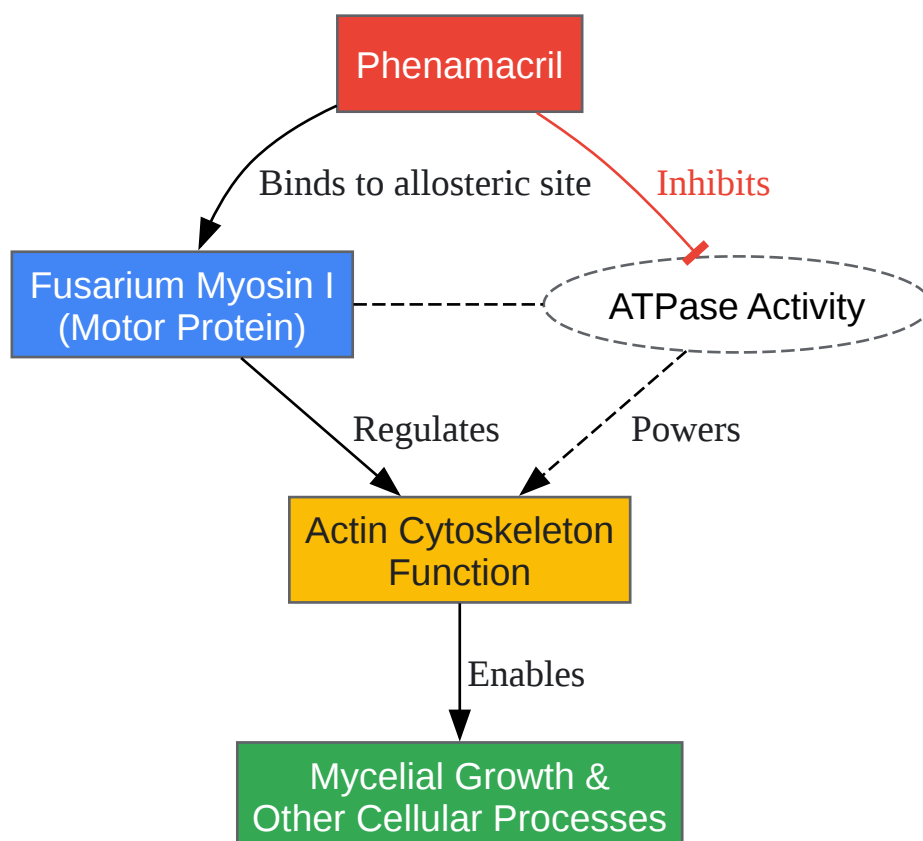 Phenamacril
Binds to allosteric site
Inhibits
Fusarium Myosin I
(Motor Protein)
ATPase Activity
Regulates
Powers
Actin Cytoskeleton
Function
Enables
Mycelial Growth &
Other Cellular Processes